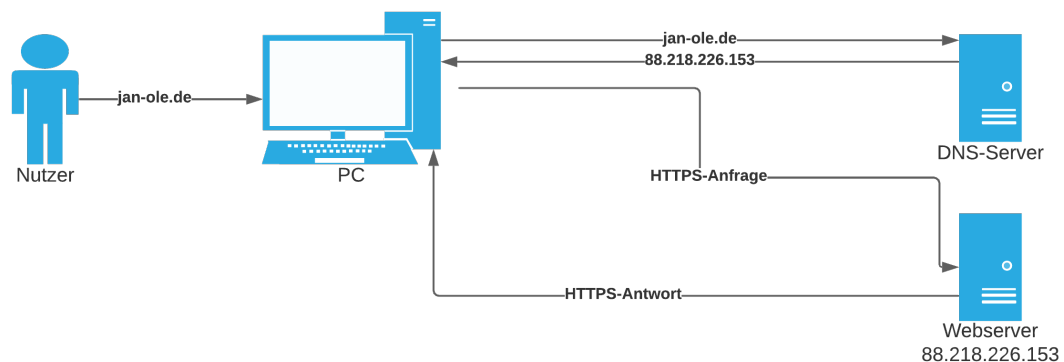 jan-ole.de
88.218.226.153
jan-ole.de
DNS-Server
Nutzer
PC
HTTPS-Anfrage
HTTPS-Antwort
Webserver
88.218.226.153